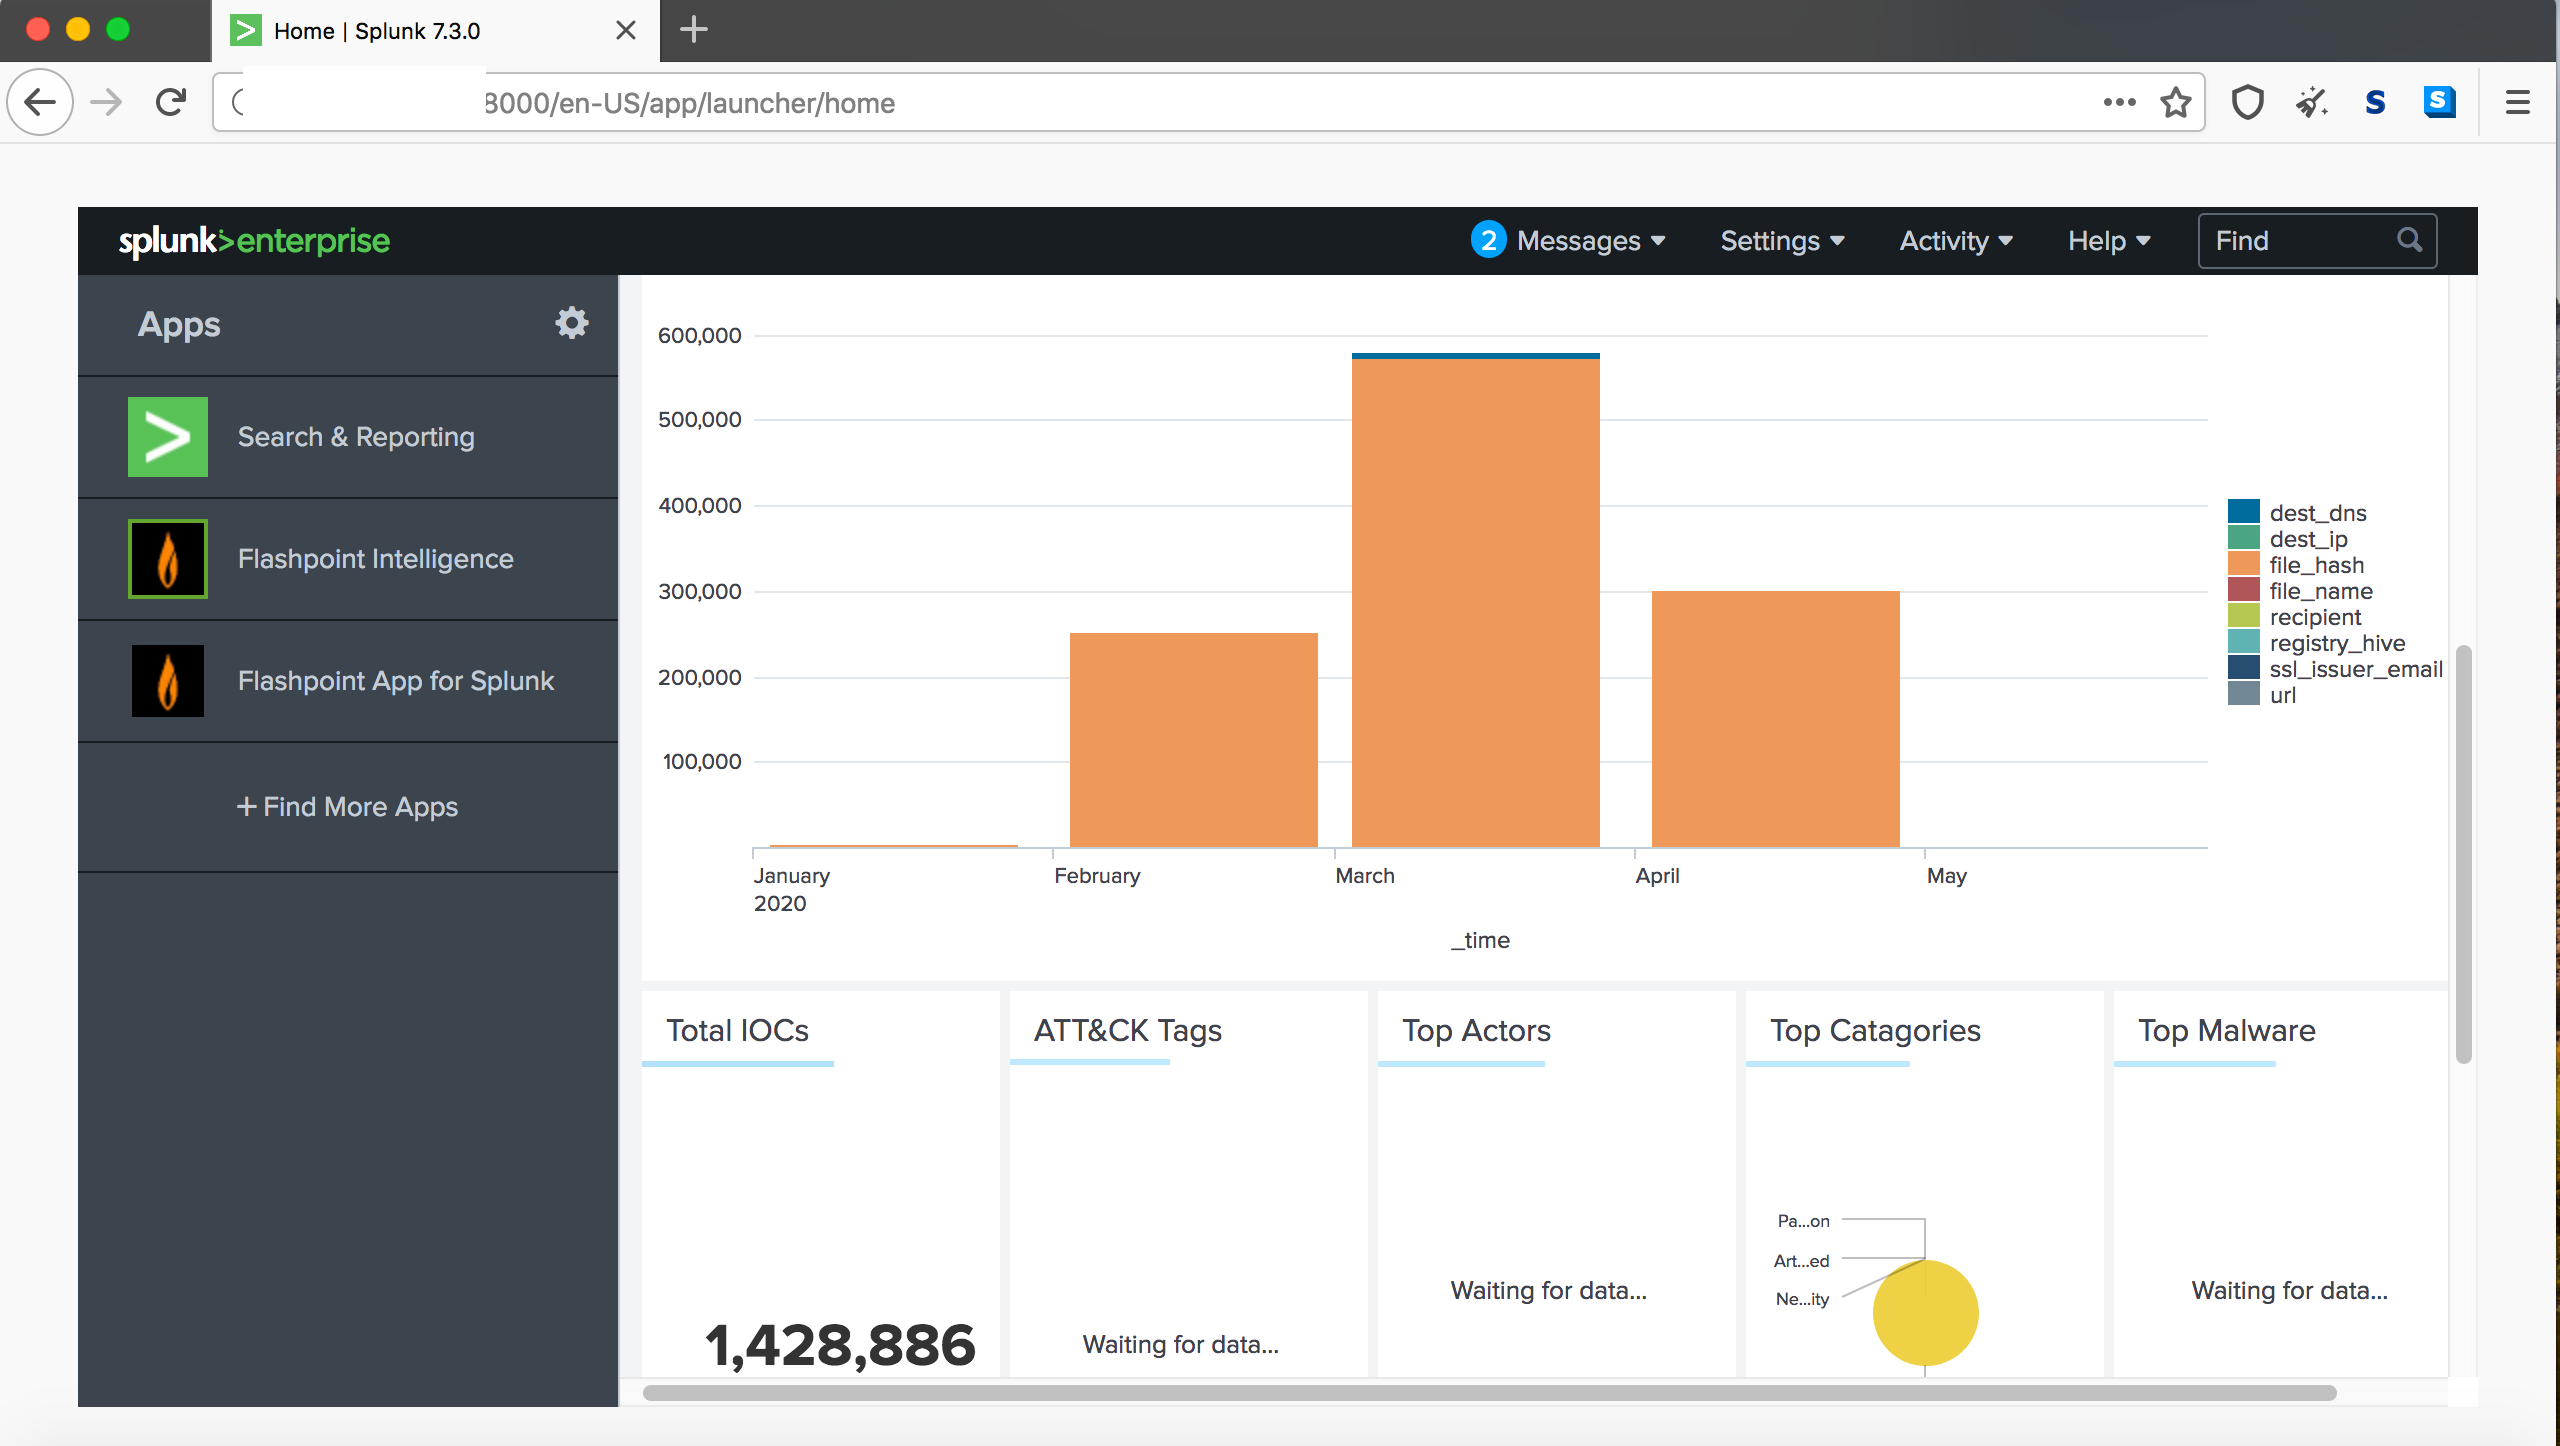 Home | Splunk 7.3.0
8000/en-US/app/launcher/home
splunk>enterprise
2 Messages Settings Activity Help Find
Apps
Search & Reporting
Flashpoint Intelligence
Flashpoint App for Splunk
+ Find More Apps
600,000
500,000
400,000
300,000
200,000
100,000
January February March April May
2020
_time
dest_dns
dest_ip
file_hash
file_name
recipient
registry_hive
ssl_issuer_email
url
Total IOCs
1,428,886
ATT&CK Tags
Waiting for data...
Top Actors
Waiting for data...
Top Catagories
Pa...on
Art...ed
Ne...ity
Top Malware
Waiting for data...